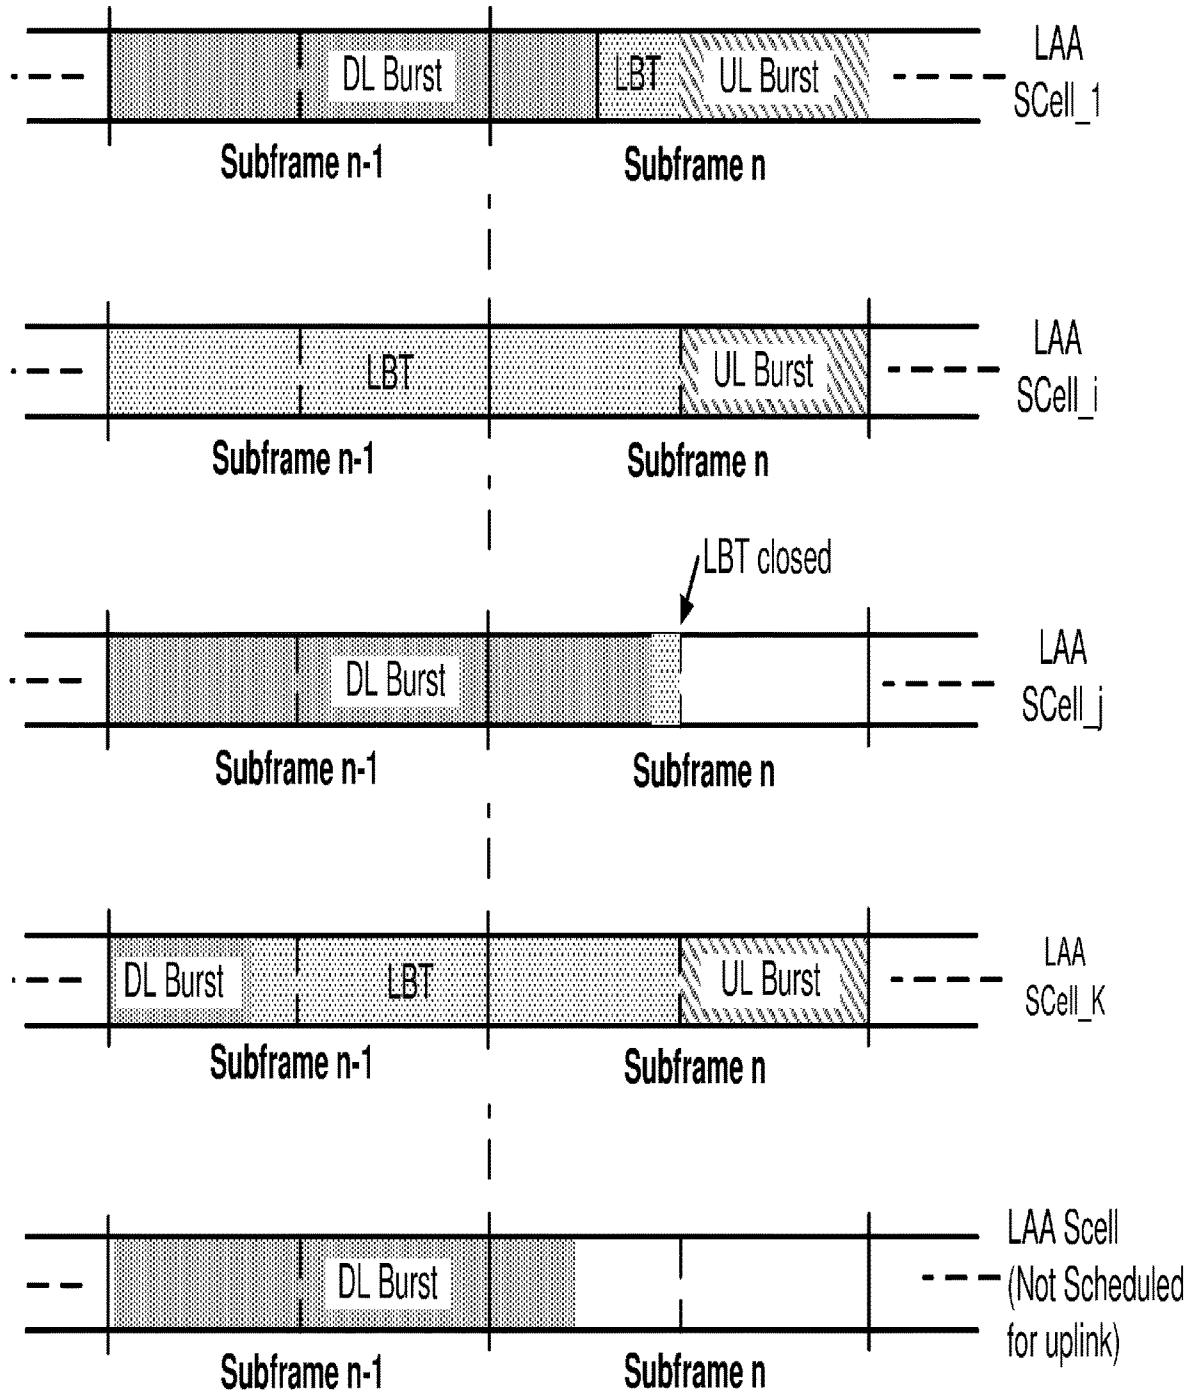 DL Burst
LBT
UL Burst
LAA
SCell_1
Subframe n-1
Subframe n
LBT
UL Burst
LAA
SCell_i
Subframe n-1
Subframe n
LBT closed
DL Burst
LAA
SCell_j
Subframe n-1
Subframe n
DL Burst
LBT
UL Burst
LAA
SCell_K
Subframe n-1
Subframe n
DL Burst
LAA Scell
(Not Scheduled
for uplink)
Subframe n-1
Subframe n